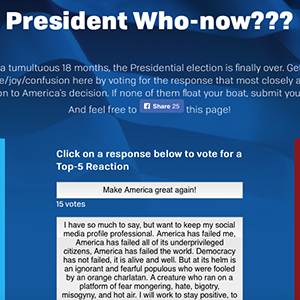 President Who-now???
a tumultuous 18 months, the Presidential election is finally over. Get
e/joy/confusion here by voting for the response that most closely a
on to America's decision. If none of them float your boat, submit you
And feel free to Share 25 this page!
Click on a response below to vote for a
Top-5 Reaction
Make America great again!
15 votes
I have so much to say, but want to keep my social
media profile professional. America has failed me,
America has failed all of its underprivileged
citizens, America has failed the world. Democracy
has not failed, it is alive and well. But at its helm is
an ignorant and fearful populous who were fooled
by an orange charlatan. A creature who ran on a
platform of fear mongering, hate, bigotry,
misogyny, and hot air. I will work to stay positive, to